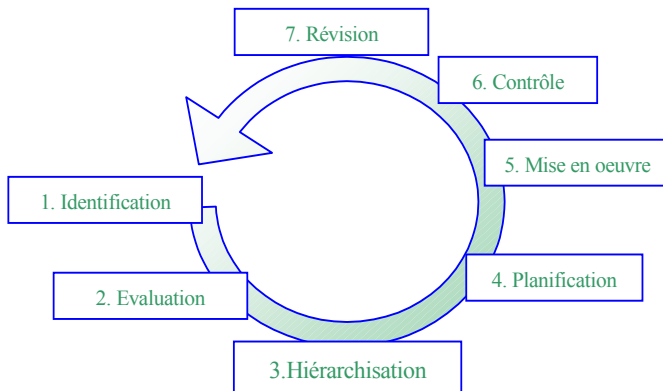 7. Révision
6. Contrôle
5. Mise en oeuvre
1. Identification
4. Planification
2. Evaluation
3.Hiérarchisation